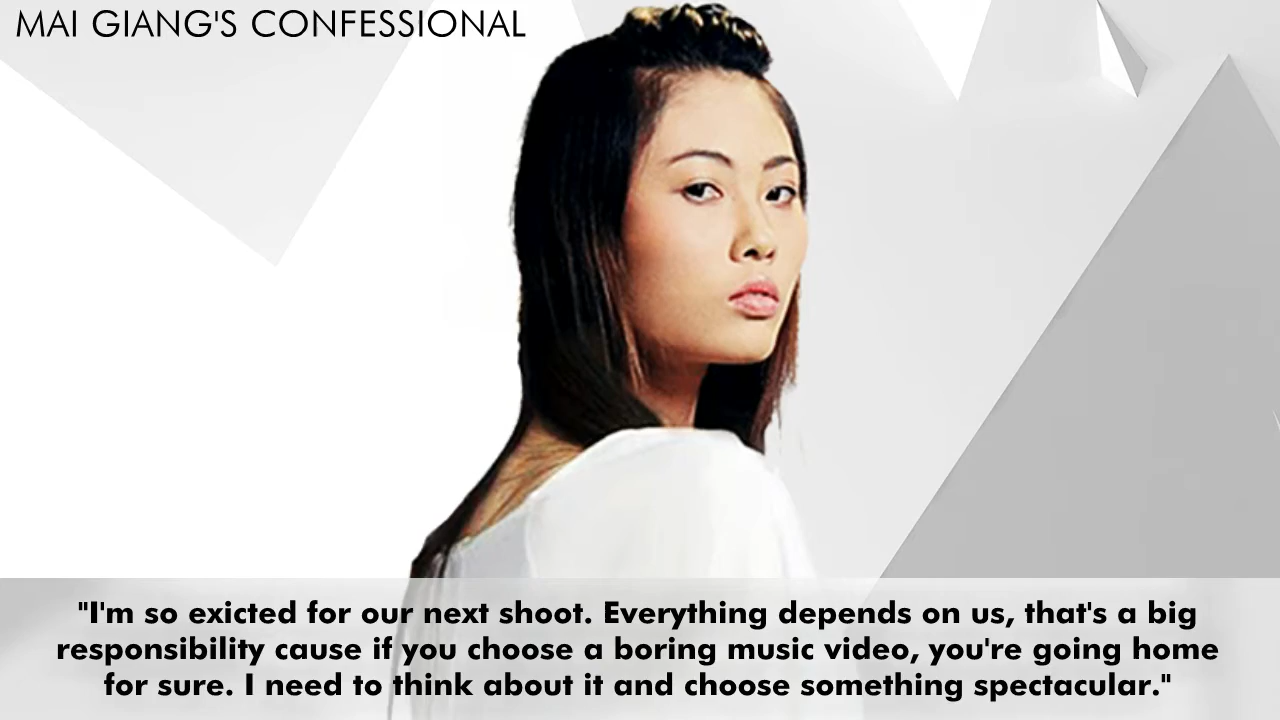 MAI GIANG'S CONFESSIONAL
"I'm so exicted for our next shoot. Everything depends on us, that's a big
responsibility cause if you choose a boring music video, you're going home
for sure. I need to think about it and choose something spectacular."